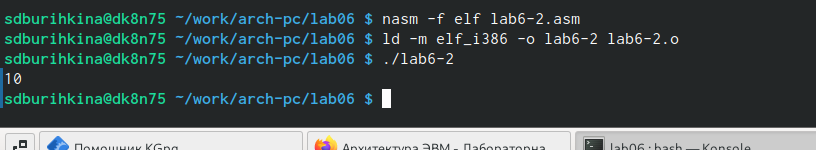 sdburihkina@dk8n75 ~/work/arch-pc/lab06 $ nasm -f elf lab6-2.asm
sdburihkina@dk8n75 ~/work/arch-pc/lab06 $ ld -m elf_i386 -o lab6-2 lab6-2.o
sdburihkina@dk8n75 ~/work/arch-pc/lab06 $ ./lab6-2
10
sdburihkina@dk8n75 ~/work/arch-pc/lab06 $
Помощник KGpg
Архитектура ЭВМ - Лабораторна
lab06 : bash — Konsole